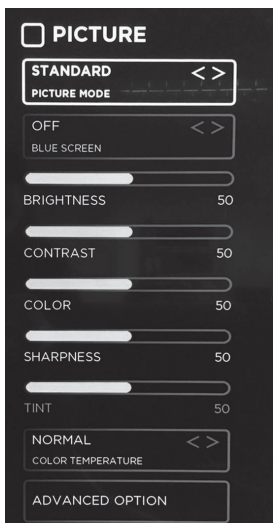 PICTURE
STANDARD < >
PICTURE MODE
OFF < >
BLUE SCREEN
BRIGHTNESS 50
CONTRAST 50
COLOR 50
SHARPNESS 50
TINT 50
NORMAL < >
COLOR TEMPERATURE
ADVANCED OPTION